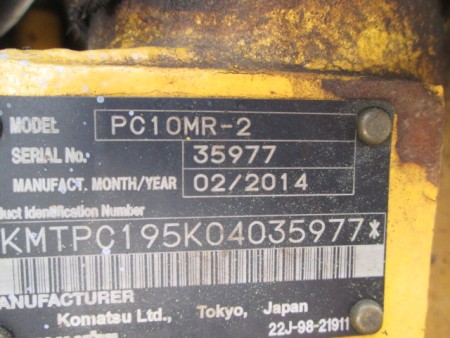 MODEL PC10MR-2
SERIAL No. 35977
MANUFACT. MONTH/YEAR 02/2014
duct Identification Number
KMTPC195K04035977*
ANUFACTURER
Komatsu Ltd., Tokyo, Japan
22J-98-21911